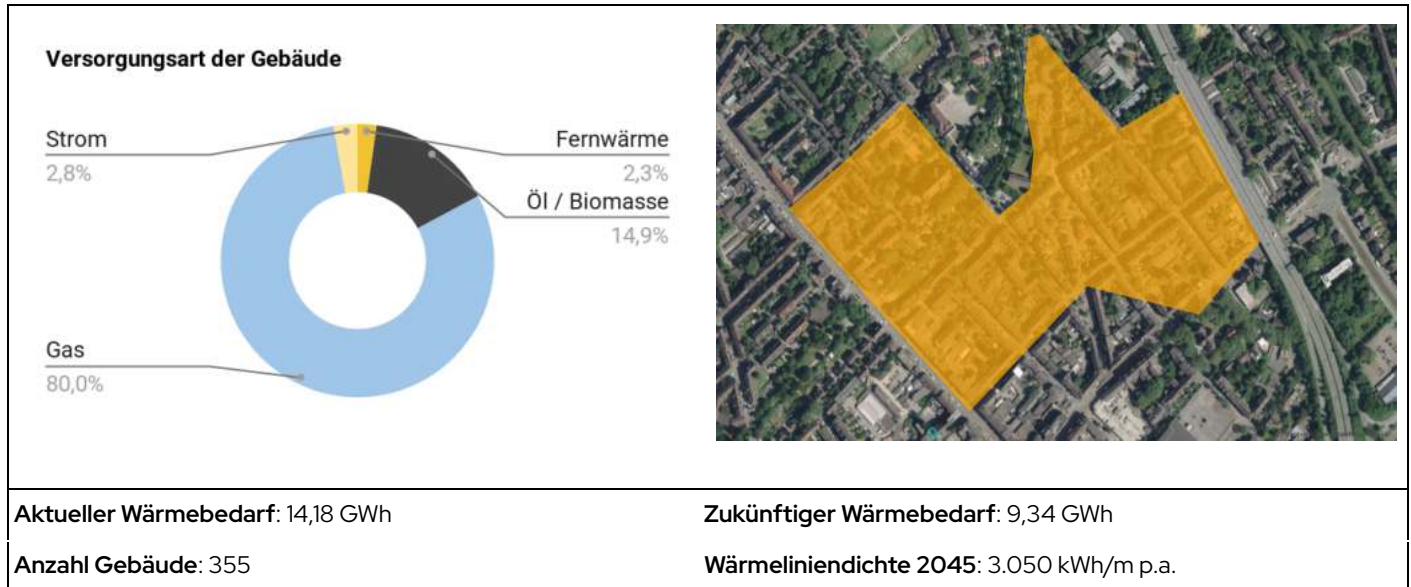 Versorgungsart der Gebäude
Strom
2,8%
Fernwärme
2,3%
Öl / Biomasse
14,9%
Gas
80,0%
Aktueller Wärmebedarf: 14,18 GWh
Zukünftiger Wärmebedarf: 9,34 GWh
Anzahl Gebäude: 355
Wärmeliniendichte 2045: 3.050 kWh/m p.a.